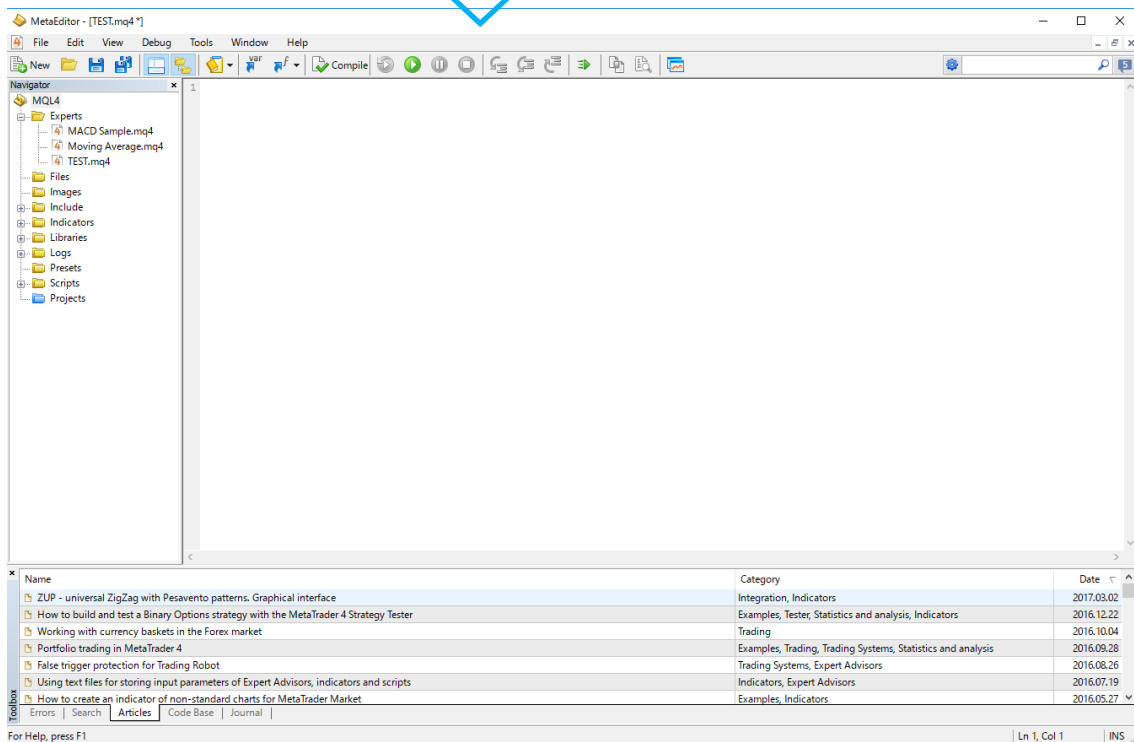 MetaEditor - [TEST.mq4 *]
File Edit View Debug Tools Window Help
New var f Compile 5
Navigator
1
MQL4
Experts
MACD Sample.mq4
Moving Average.mq4
TEST.mq4
Files
Images
Include
Indicators
Libraries
Logs
Presets
Scripts
Projects
Name Category Date
ZUP - universal ZigZag with Pesavento patterns. Graphical interface Integration, Indicators 2017.03.02
How to build and test a Binary Options strategy with the MetaTrader 4 Strategy Tester Examples, Tester, Statistics and analysis, Indicators 2016.12.22
Working with currency baskets in the Forex market Trading 2016.10.04
Portfolio trading in MetaTrader 4 Examples, Trading, Trading Systems, Statistics and analysis 2016.09.28
False trigger protection for Trading Robot Trading Systems, Expert Advisors 2016.08.26
Using text files for storing input parameters of Expert Advisors, indicators and scripts Indicators, Expert Advisors 2016.07.19
How to create an indicator of non-standard charts for MetaTrader Market Examples, Indicators 2016.05.27
Toolbox
Errors Search Articles Code Base Journal
For Help, press F1 Ln 1, Col 1 INS